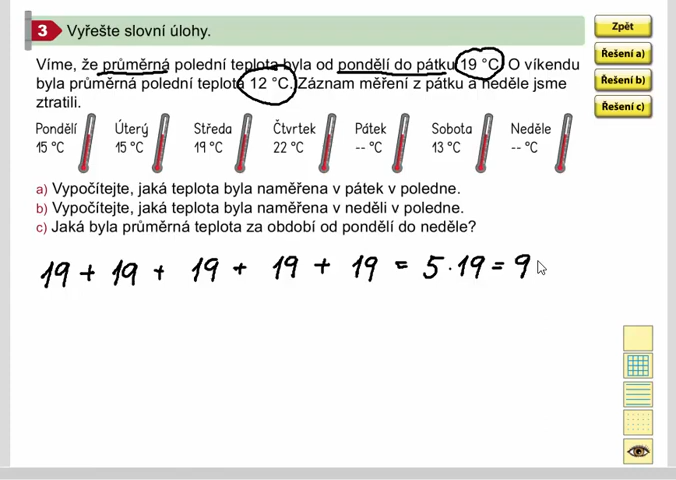 3 Vyřešte slovní úlohy.
Zpět
Řešení a)
Řešení b)
Řešení c)
Víme, že průměrná polední teplota byla od pondělí do pátku 19 °C. O víkendu
byla průměrná polední teplota 12 °C. Záznam měření z pátku a neděle jsme
ztratili.
Pondělí Úterý Středa Čtvrtek Pátek Sobota Neděle
15 °C 15 °C 19 °C 22 °C -- °C 13 °C -- °C
a) Vypočítejte, jaká teplota byla naměřena v pátek v poledne.
b) Vypočítejte, jaká teplota byla naměřena v neděli v poledne.
c) Jaká byla průměrná teplota za období od pondělí do neděle?
19 + 19 + 19 + 19 + 19 = 5 · 19 = 9